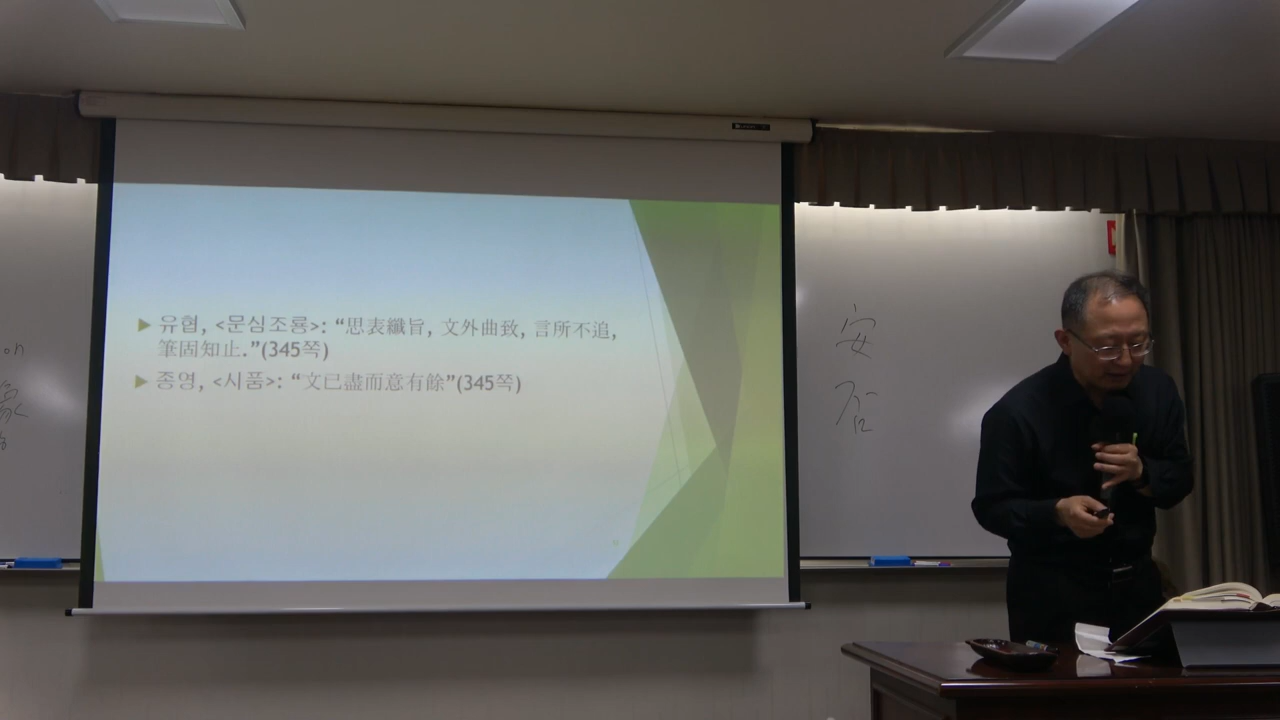 유협, <문심조룡>: “思表纖旨, 文外曲致, 言所不追,
筆固知止.”(345쪽)
종영, <시품>: “文已盡而意有餘”(345쪽)
on
象
安